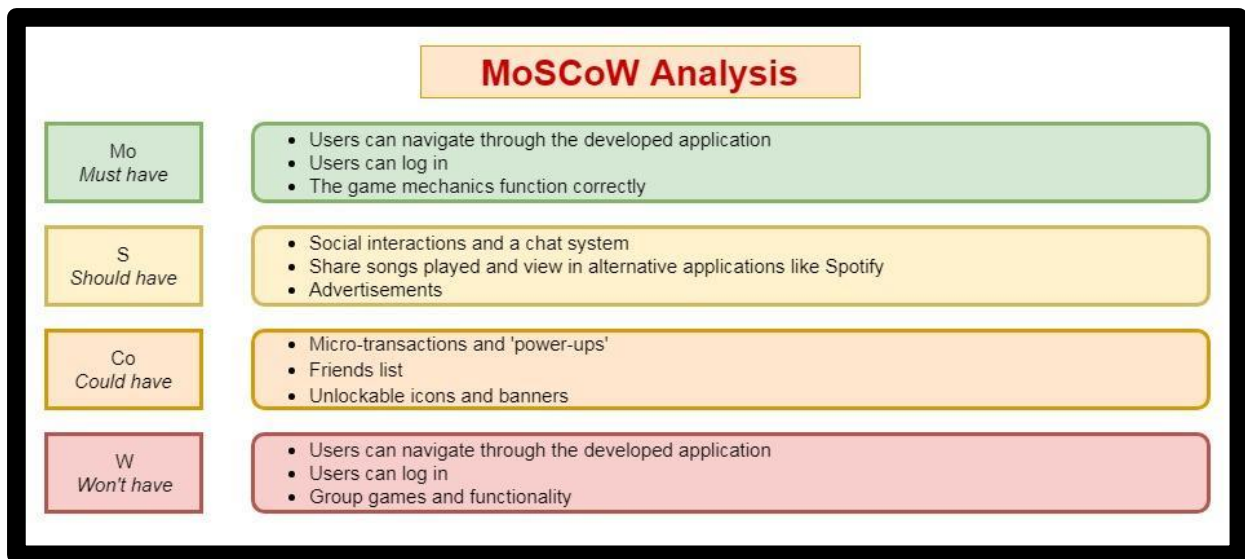 MoSCoW Analysis
Mo
Must have
• Users can navigate through the developed application
• Users can log in
• The game mechanics function correctly
S
Should have
• Social interactions and a chat system
• Share songs played and view in alternative applications like Spotify
• Advertisements
Co
Could have
• Micro-transactions and 'power-ups'
• Friends list
• Unlockable icons and banners
W
Won't have
• Users can navigate through the developed application
• Users can log in
• Group games and functionality